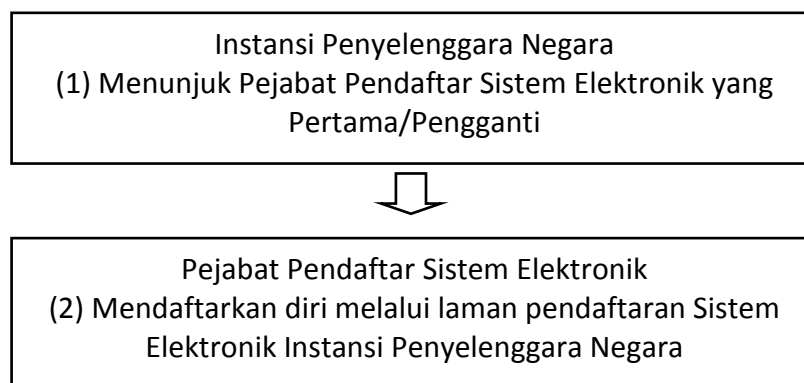 Instansi Penyelenggara Negara
(1) Menunjuk Pejabat Pendaftar Sistem Elektronik yang
Pertama/Pengganti
Pejabat Pendaftar Sistem Elektronik
(2) Mendaftarkan diri melalui laman pendaftaran Sistem
Elektronik Instansi Penyelenggara Negara